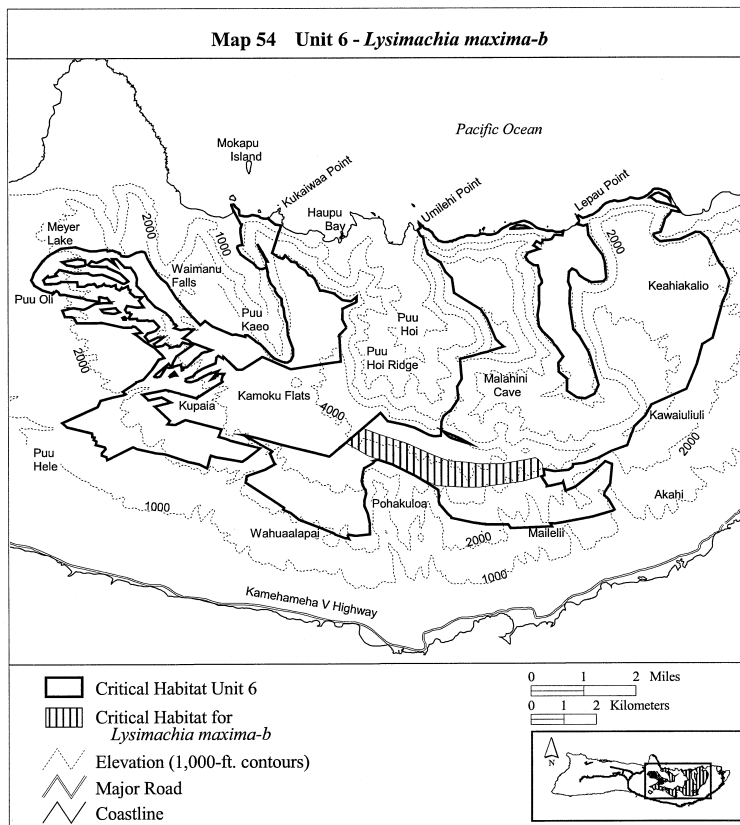 Map 54 Unit 6 - Lysimachia maxima-b
Pacific Ocean
Mokapu
Island
Kukaiwaa Point
Haupu
Bay
Umilehi Point
Lepau Point
Meyer
Lake
2000
1000
2000
Waimanu
Falls
Keahiakalio
Puu Oli
Puu
Kaeo
Puu
Hoi
Puu
Hoi Ridge
2000
Malahini
Cave
Kamoku Flats
Kupaia
4000
Kawaiuliuli
2000
Puu
Hele
1000
Pohakuloa
Akahi
Wahuaalapai
2000
Mailelii
1000
Kamehameha V Highway
Critical Habitat Unit 6
Critical Habitat for
Lysimachia maxima-b
Elevation (1,000-ft. contours)
Major Road
Coastline
0 1 2 Miles
0 1 2 Kilometers
N